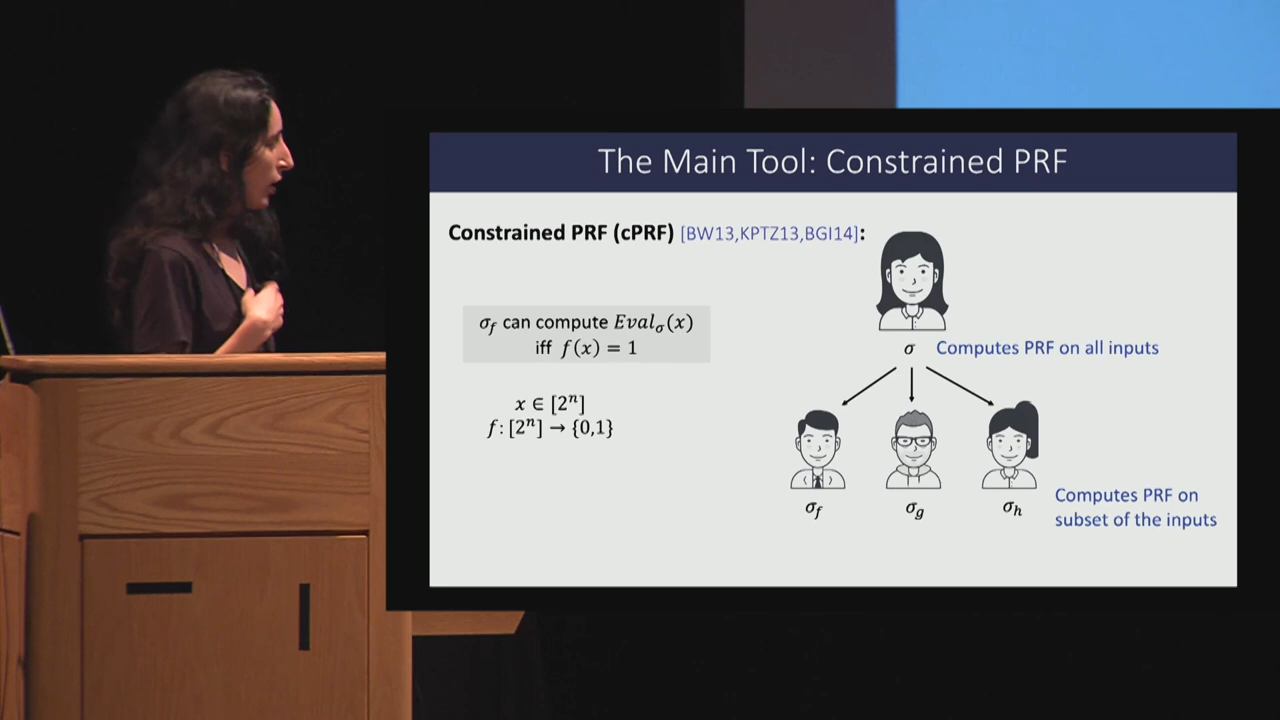 The Main Tool: Constrained PRF
Constrained PRF (cPRF) [BW13,KPTZ13,BGI14]:
σ_f can compute Eval_σ(x)
iff f(x) = 1
x ∈ [2^n]
f: [2^n] → {0,1}
σ Computes PRF on all inputs
σ_f σ_g σ_h
Computes PRF on
subset of the inputs